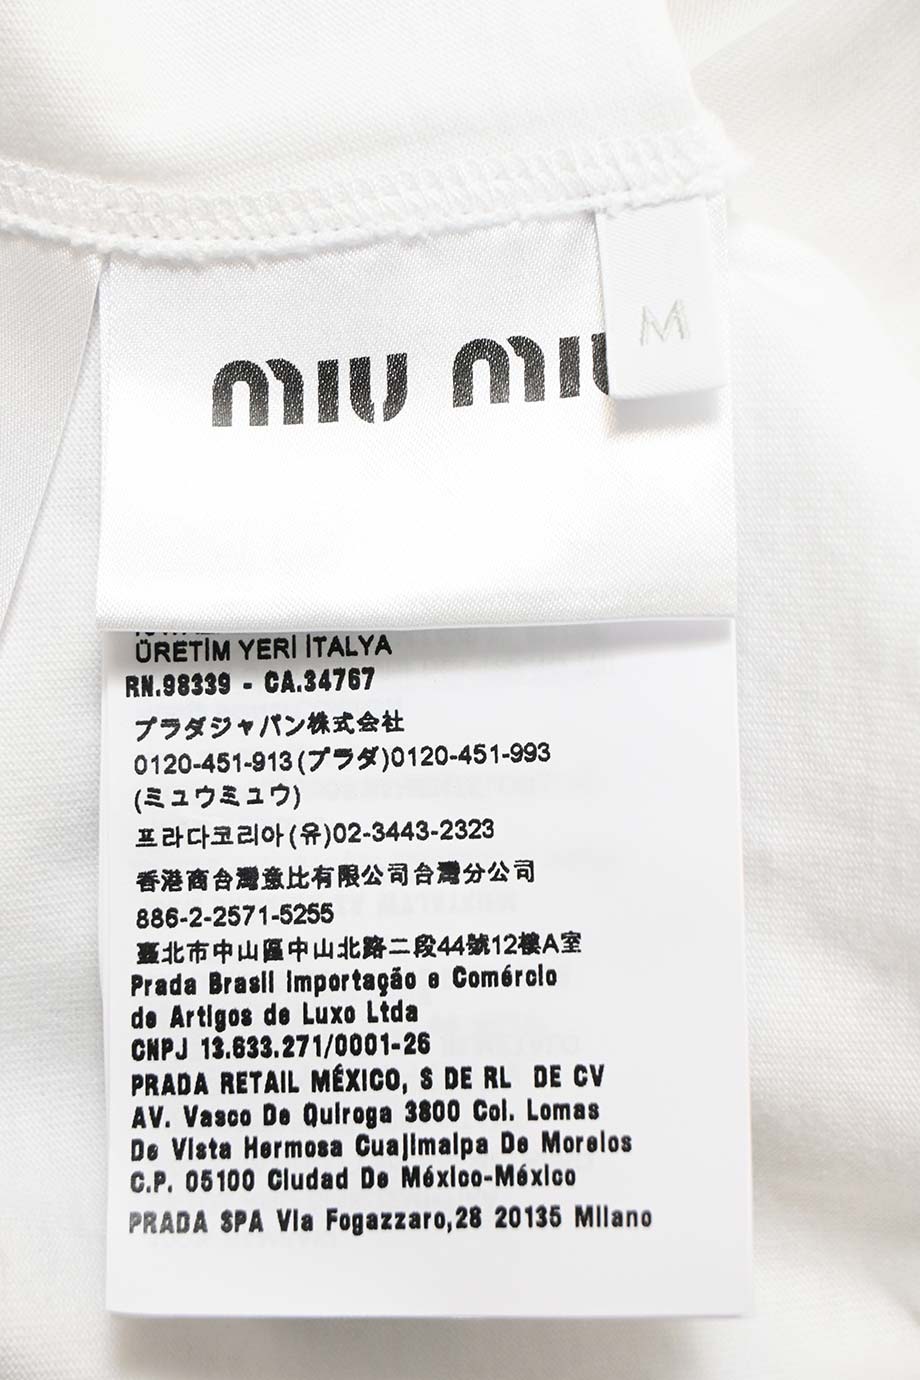 miu miu
M
ÜRETİM YERİ İTALYA
RN.98339 - CA.34767
プラダジャパン株式会社
0120-451-913(プラダ)0120-451-993
(ミュウミュウ)
프라다코리아(유)02-3443-2323
香港商台灣意比有限公司台灣分公司
886-2-2571-5255
臺北市中山區中山北路二段44號12樓A室
Prada Brasil Importação e Comércio
de Artigos de Luxo Ltda
CNPJ 13.633.271/0001-26
PRADA RETAIL MÉXICO, S DE RL DE CV
AV. Vasco De Quiroga 3800 Col. Lomas
De Vista Hermosa Cuajimalpa De Morelos
C.P. 05100 Ciudad De México-México
PRADA SPA Via Fogazzaro,28 20135 Milano